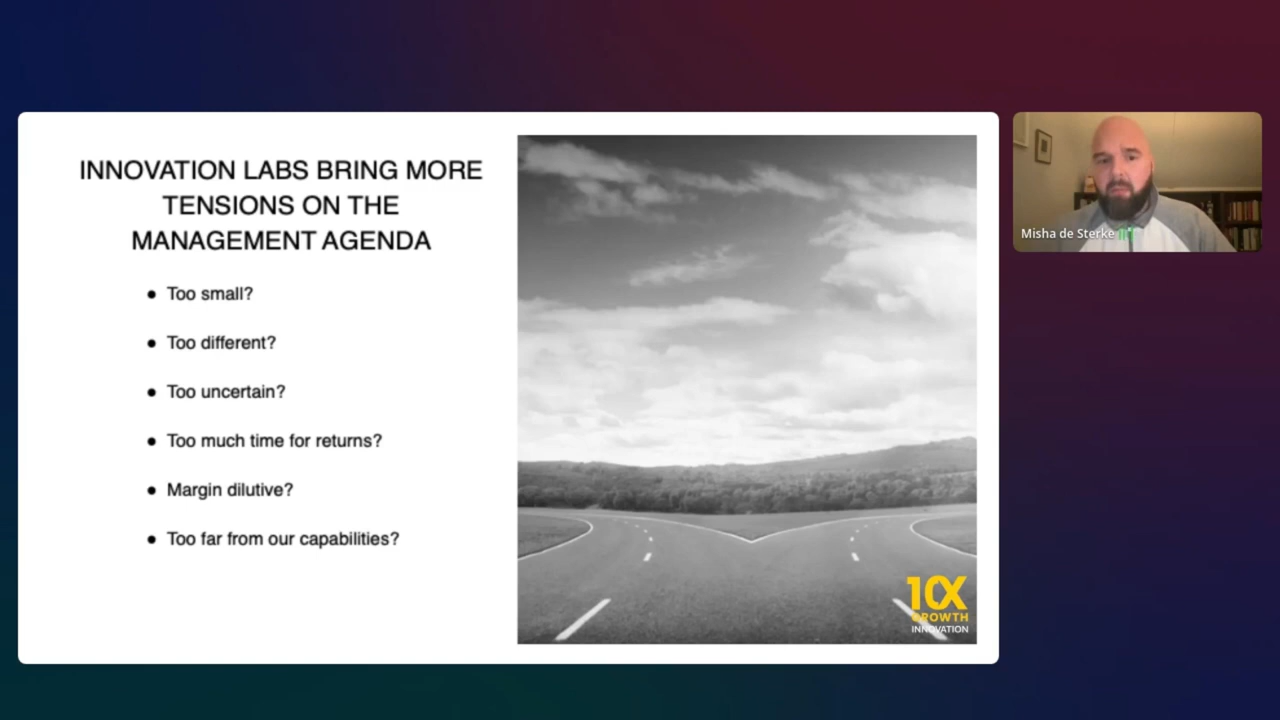 INNOVATION LABS BRING MORE
TENSIONS ON THE
MANAGEMENT AGENDA
● Too small?
● Too different?
● Too uncertain?
● Too much time for returns?
● Margin dilutive?
● Too far from our capabilities?
10X
GROWTH
INNOVATION
Misha de Sterke